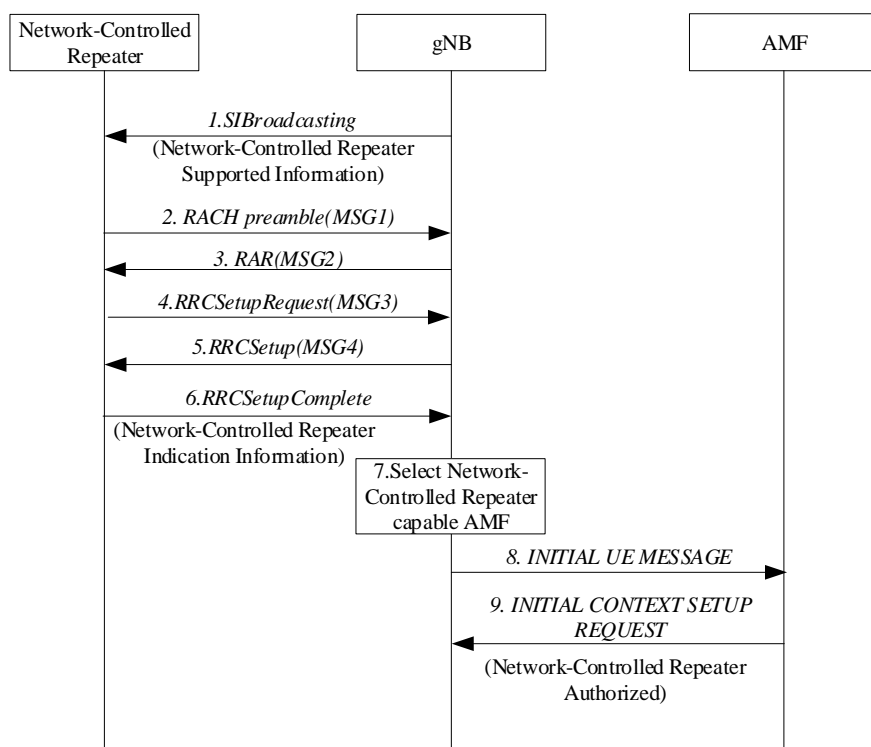 Network-Controlled
Repeater
gNB
AMF
1.SIBroadcasting
(Network-Controlled Repeater
Supported Information)
2. RACH preamble(MSG1)
3. RAR(MSG2)
4.RRCSetupRequest(MSG3)
5.RRCSetup(MSG4)
6.RRCSetupComplete
(Network-Controlled Repeater
Indication Information)
7.Select Network-
Controlled Repeater
capable AMF
8. INITIAL UE MESSAGE
9. INITIAL CONTEXT SETUP
REQUEST
(Network-Controlled Repeater
Authorized)